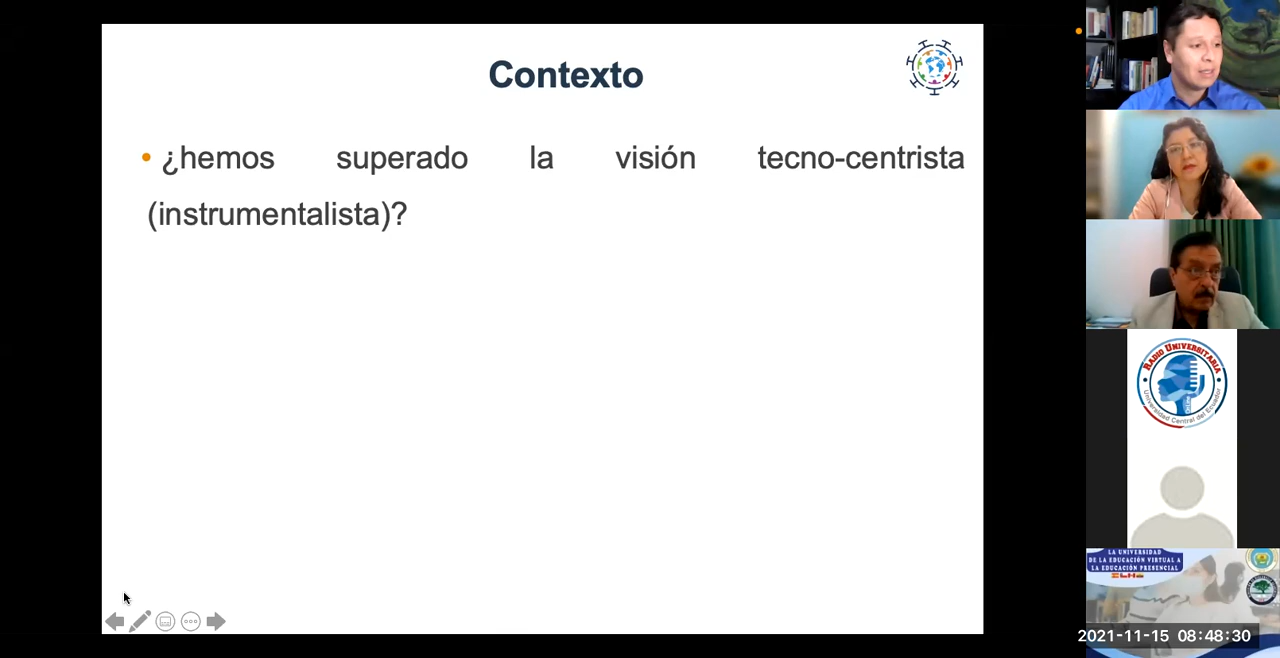 Contexto
• ¿hemos superado la visión tecno-centrista
(instrumentalista)?
RADIO UNIVERSITARIA
Universidad Central del Ecuador
LA UNIVERSIDAD
DE LA EDUCACIÓN VIRTUAL A
LA EDUCACIÓN PRESENCIAL
2021-11-15 08:48:30